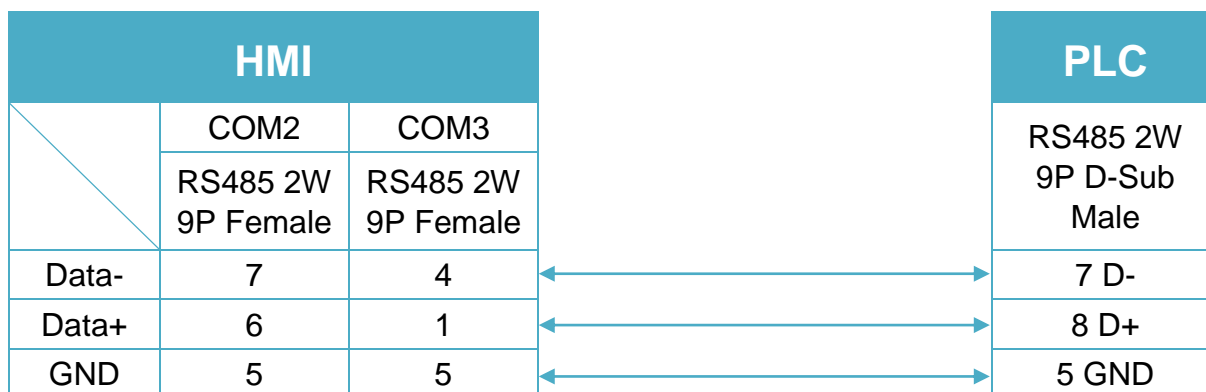 HMI
PLC
COM2 COM3
RS485 2W
9P Female
RS485 2W
9P Female
RS485 2W
9P D-Sub
Male
Data- 7 4 7 D-
Data+ 6 1 8 D+
GND 5 5 5 GND